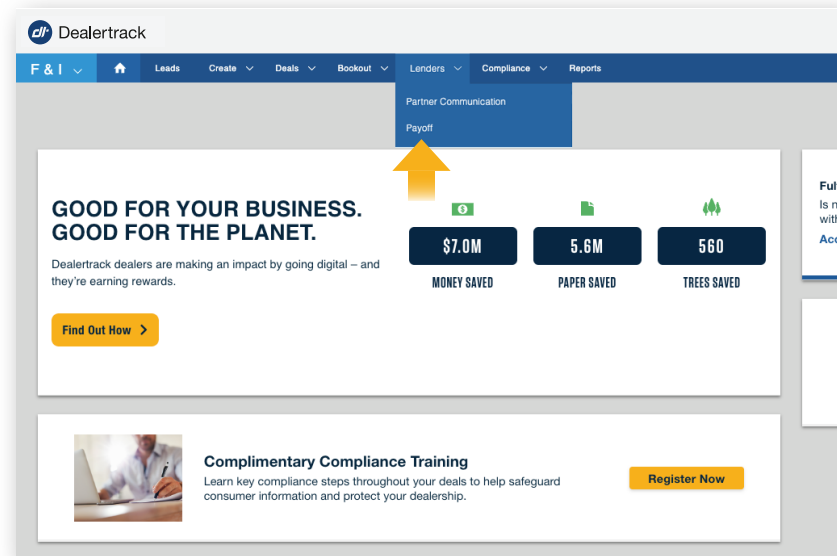 dt Dealertrack
F & I Leads Create Deals Bookout Lenders Compliance Reports
Partner Communication
Payoff
GOOD FOR YOUR BUSINESS.
GOOD FOR THE PLANET.
Dealertrack dealers are making an impact by going digital – and
they're earning rewards.
Find Out How
$7.0M
5.6M
560
MONEY SAVED
PAPER SAVED
TREES SAVED
Complimentary Compliance Training
Learn key compliance steps throughout your deals to help safeguard
consumer information and protect your dealership.
Register Now
Is n